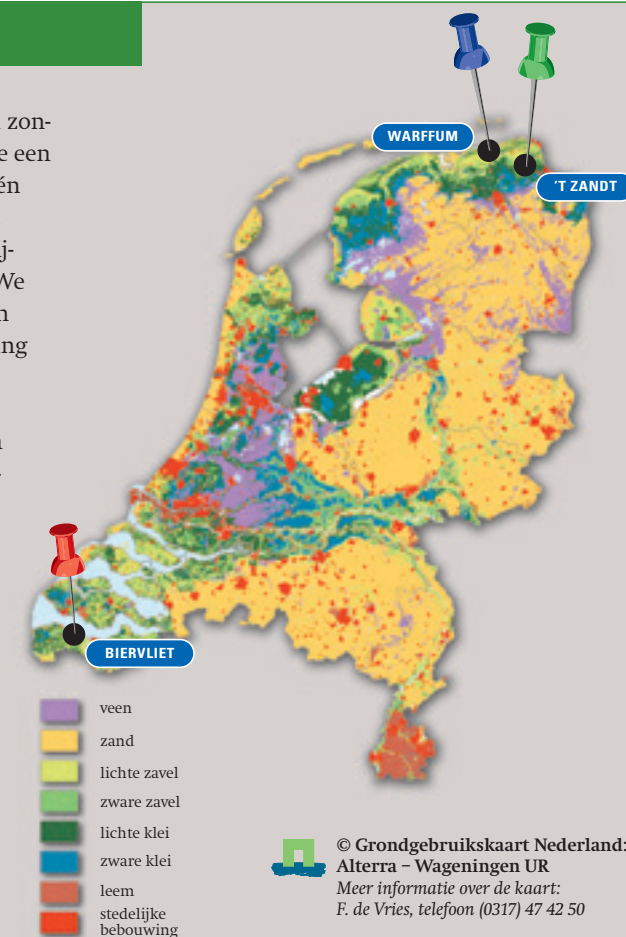 zon-
e een
én
j-
We
n
ing
n
WARFFUM
'T ZANDT
BIERVLIET
veen
zand
lichte zavel
zware zavel
lichte klei
zware klei
leem
stedelijke
bebouwing
© Grondgebruikskaart Nederland:
Alterra – Wageningen UR
Meer informatie over de kaart:
F. de Vries, telefoon (0317) 47 42 50